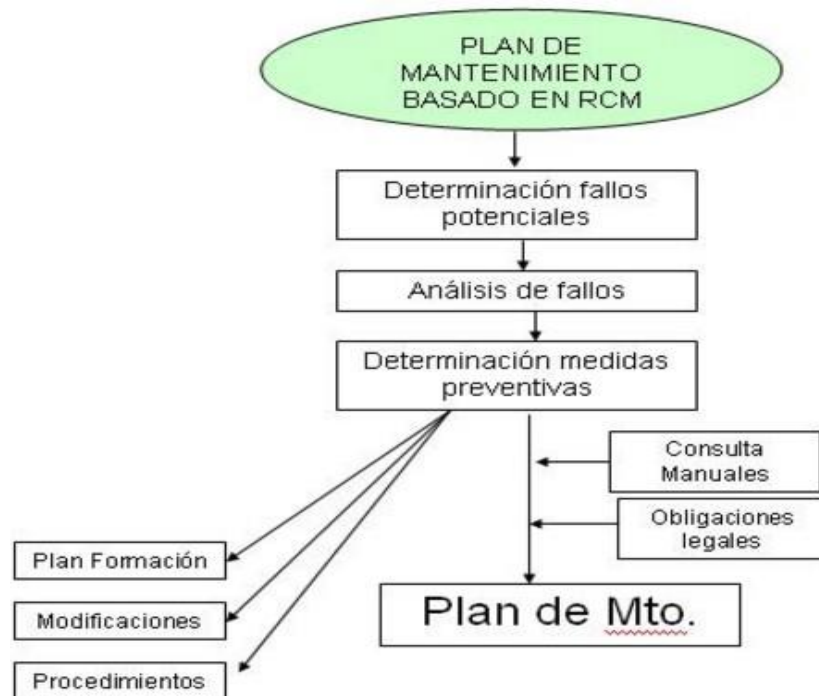 PLAN DE
MANTENIMIENTO
BASADO EN RCM
Determinación fallos
potenciales
Análisis de fallos
Determinación medidas
preventivas
Consulta
Manuales
Obligaciones
legales
Plan Formación
Modificaciones
Procedimientos
Plan de Mto.